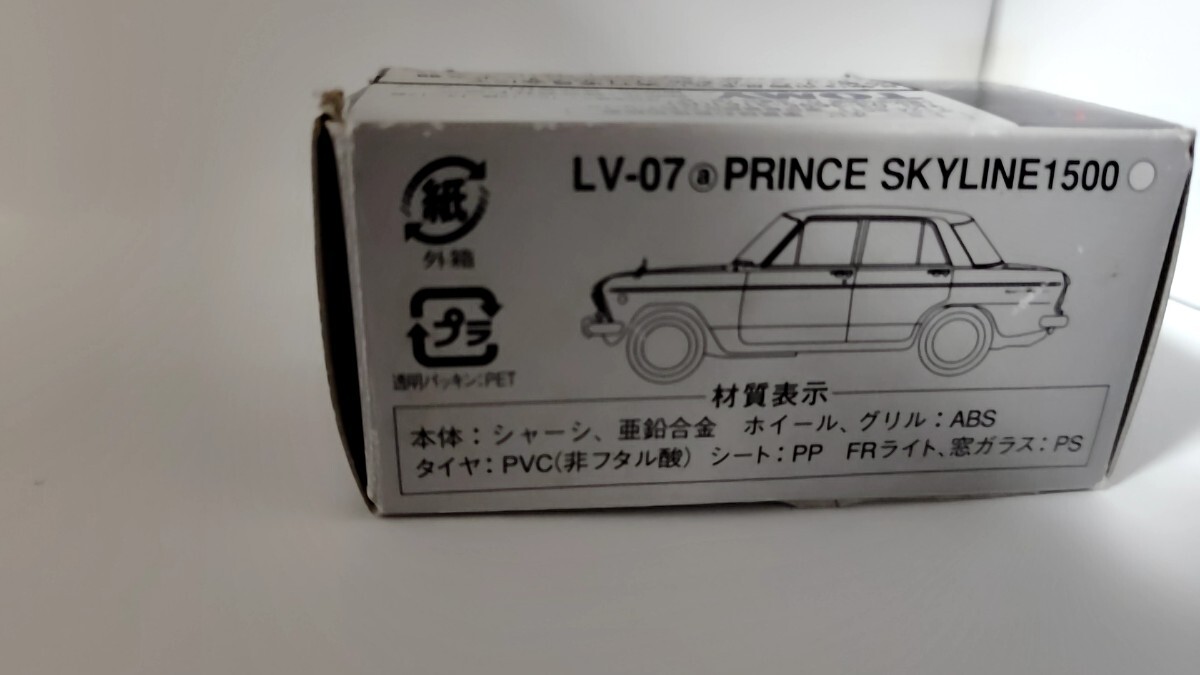 TOMY
LV-07 ⓐ PRINCE SKYLINE1500
紙
外箱
プラ
透明パッキン:PET
材質表示
本体:シャーシ、亜鉛合金 ホイール、グリル:ABS
タイヤ:PVC(非フタル酸) シート:PP FRライト、窓ガラス:PS